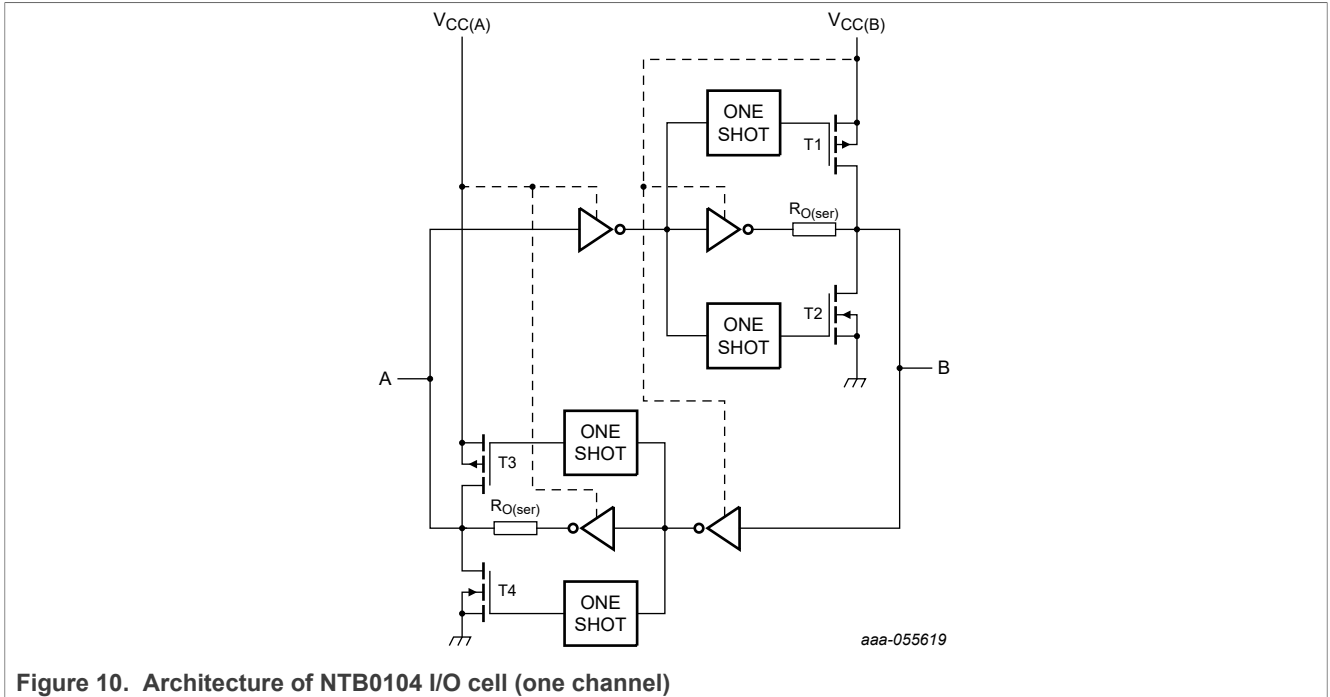 VCC(A)
VCC(B)
ONE
SHOT
T1
RO(ser)
ONE
SHOT
T2
A
B
ONE
SHOT
T3
RO(ser)
T4
ONE
SHOT
aaa-055619
Figure 10. Architecture of NTB0104 I/O cell (one channel)